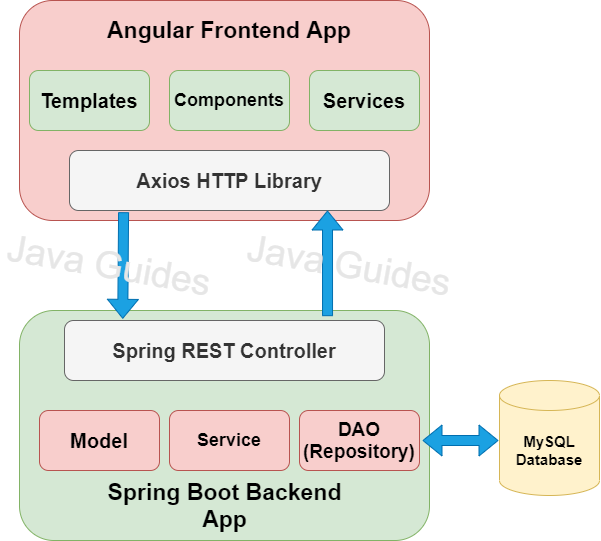 Angular Frontend App
Templates
Components
Services
Axios HTTP Library
Java Guides
Java Guides
Spring REST Controller
Model
Service
DAO
(Repository)
MySQL
Database
Spring Boot Backend
App